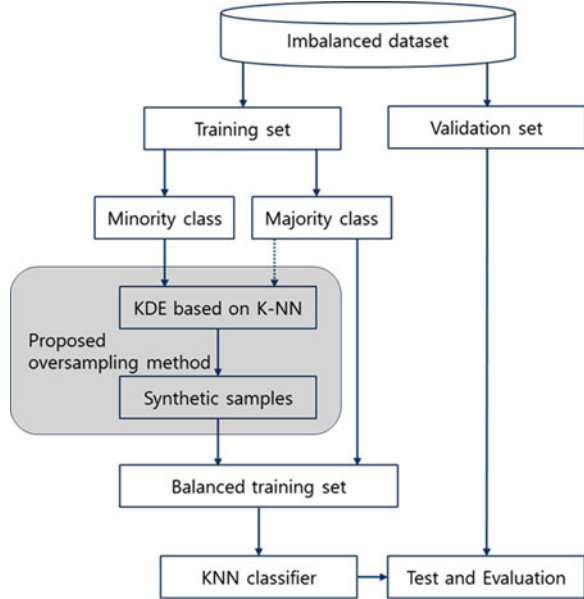 Imbalanced dataset
Training set
Validation set
Minority class
Majority class
KDE based on K-NN
Proposed
oversampling method
Synthetic samples
Balanced training set
KNN classifier
Test and Evaluation